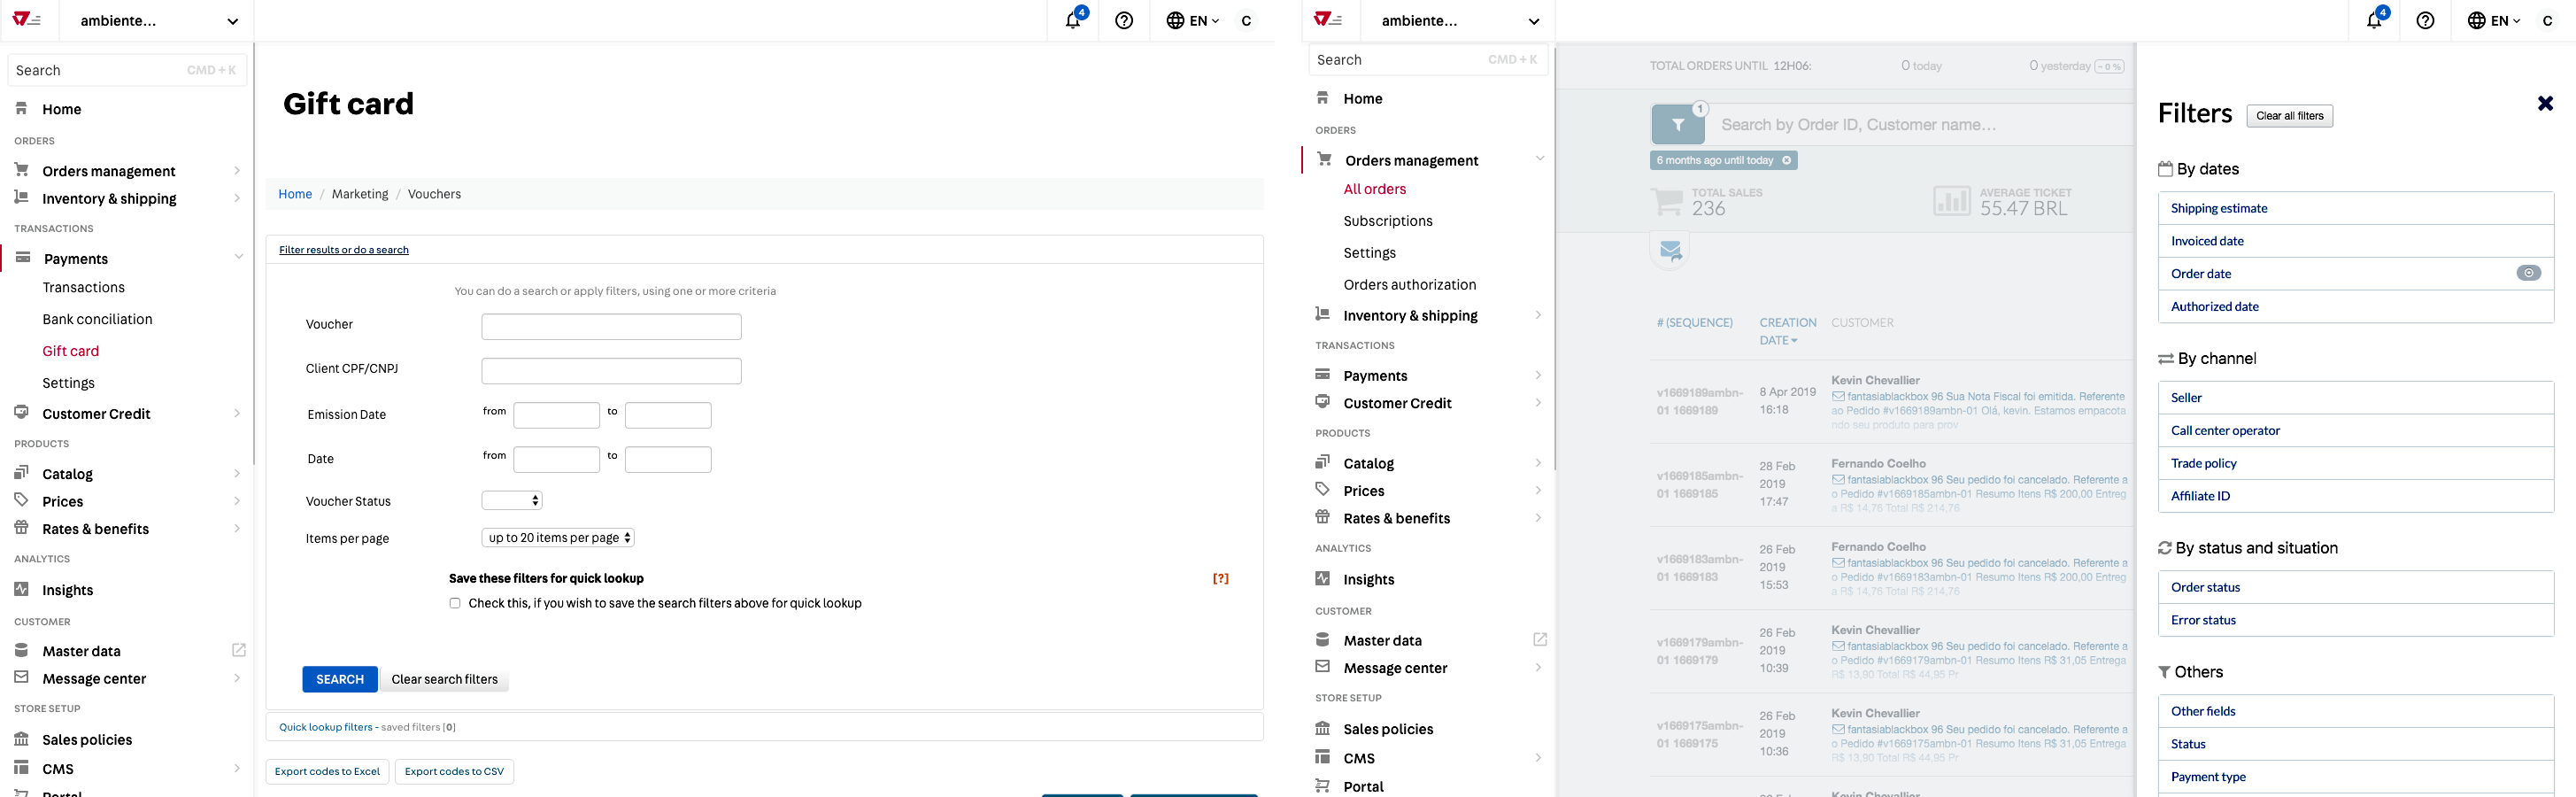 ambiente...
4
EN
C
Search
CMD + K
Home
ORDERS
Orders management
Inventory & shipping
TRANSACTIONS
Payments
Transactions
Bank conciliation
Gift card
Settings
Customer Credit
PRODUCTS
Catalog
Prices
Rates & benefits
ANALYTICS
Insights
CUSTOMER
Master data
Message center
STORE SETUP
Sales policies
CMS
Portal
Gift card
Home / Marketing / Vouchers
Filter results or do a search
You can do a search or apply filters, using one or more criteria
Voucher
Client CPF/CNPJ
Emission Date from to
Date from to
Voucher Status
Items per page up to 20 items per page
Save these filters for quick lookup [?]
Check this, if you wish to save the search filters above for quick lookup
SEARCH Clear search filters
Quick lookup filters - saved filters [0]
Export codes to Excel Export codes to CSV
ambiente...
4
EN
C
Search
CMD + K
Home
ORDERS
Orders management
All orders
Subscriptions
Settings
Orders authorization
Inventory & shipping
TRANSACTIONS
Payments
Customer Credit
PRODUCTS
Catalog
Prices
Rates & benefits
ANALYTICS
Insights
CUSTOMER
Master data
Message center
STORE SETUP
Sales policies
CMS
Portal
TOTAL ORDERS UNTIL 12H06: 0 today 0 yesterday - 0 %
1
Search by Order ID, Customer name...
6 months ago until today
TOTAL SALES
236
AVERAGE TICKET
55.47 BRL
# (SEQUENCE) CREATION DATE CUSTOMER
v1669189ambn-
01 1669189
8 Apr 2019
16:18
Kevin Chevallier
fantasiablackbox 96 Sua Nota Fiscal foi emitida. Referente
ao Pedido #v1669189ambn-01 Olá, kevin. Estamos empacota
ndo seu produto para prov
v1669185ambn-
01 1669185
28 Feb
2019
17:47
Fernando Coelho
fantasiablackbox 96 Seu pedido foi cancelado. Referente a
o Pedido #v1669185ambn-01 Resumo Itens R$ 200,00 Entreg
a R$ 14,75 Total R$ 214,76
v1669183ambn-
01 1669183
26 Feb
2019
15:53
Fernando Coelho
fantasiablackbox 96 Seu pedido foi cancelado. Referente a
o Pedido #v1669183ambn-01 Resumo Itens R$ 200,00 Entreg
a R$ 14,76 Total R$ 214,76
v1669179ambn-
01 1669179
26 Feb
2019
10:39
Kevin Chevallier
fantasiablackbox 96 Seu pedido foi cancelado. Referente a
o Pedido #v1669179ambn-01 Resumo Itens R$ 31,05 Entrega
R$ 13,90 Total R$ 44,95 Pr
v1669175ambn-
01 1669175
26 Feb
2019
10:36
Kevin Chevallier
fantasiablackbox 96 Seu pedido foi cancelado. Referente a
o Pedido #v1669175ambn-01 Resumo Itens R$ 31,05 Entrega
R$ 13,90 Total R$ 44,95 Pr
Filters Clear all filters
By dates
Shipping estimate
Invoiced date
Order date
Authorized date
By channel
Seller
Call center operator
Trade policy
Affiliate ID
By status and situation
Order status
Error status
Others
Other fields
Status
Payment type